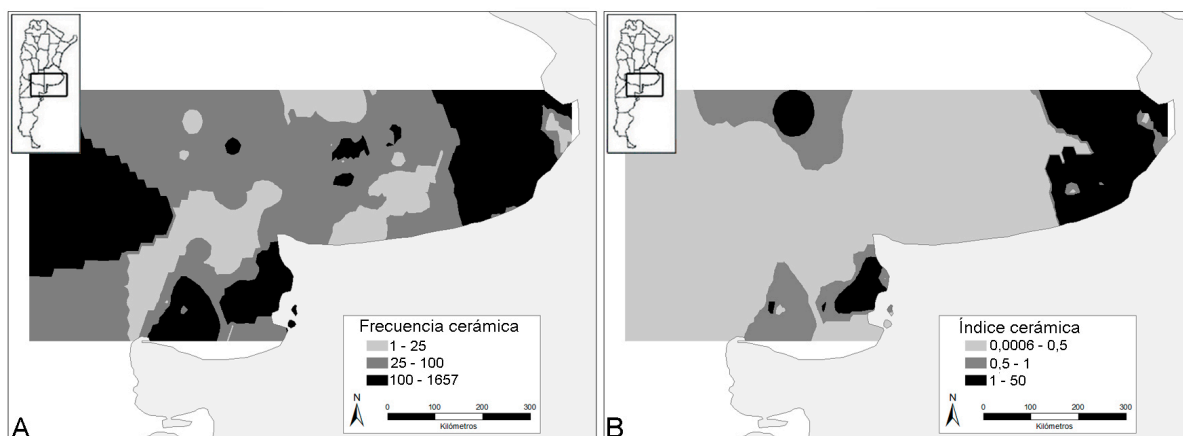 Frecuencia cerámica
1 - 25
25 - 100
100 - 1657
N
0 100 200 300
Kilómetros
A
Índice cerámica
0,0006 - 0,5
0,5 - 1
1 - 50
N
0 100 200 300
Kilómetros
B